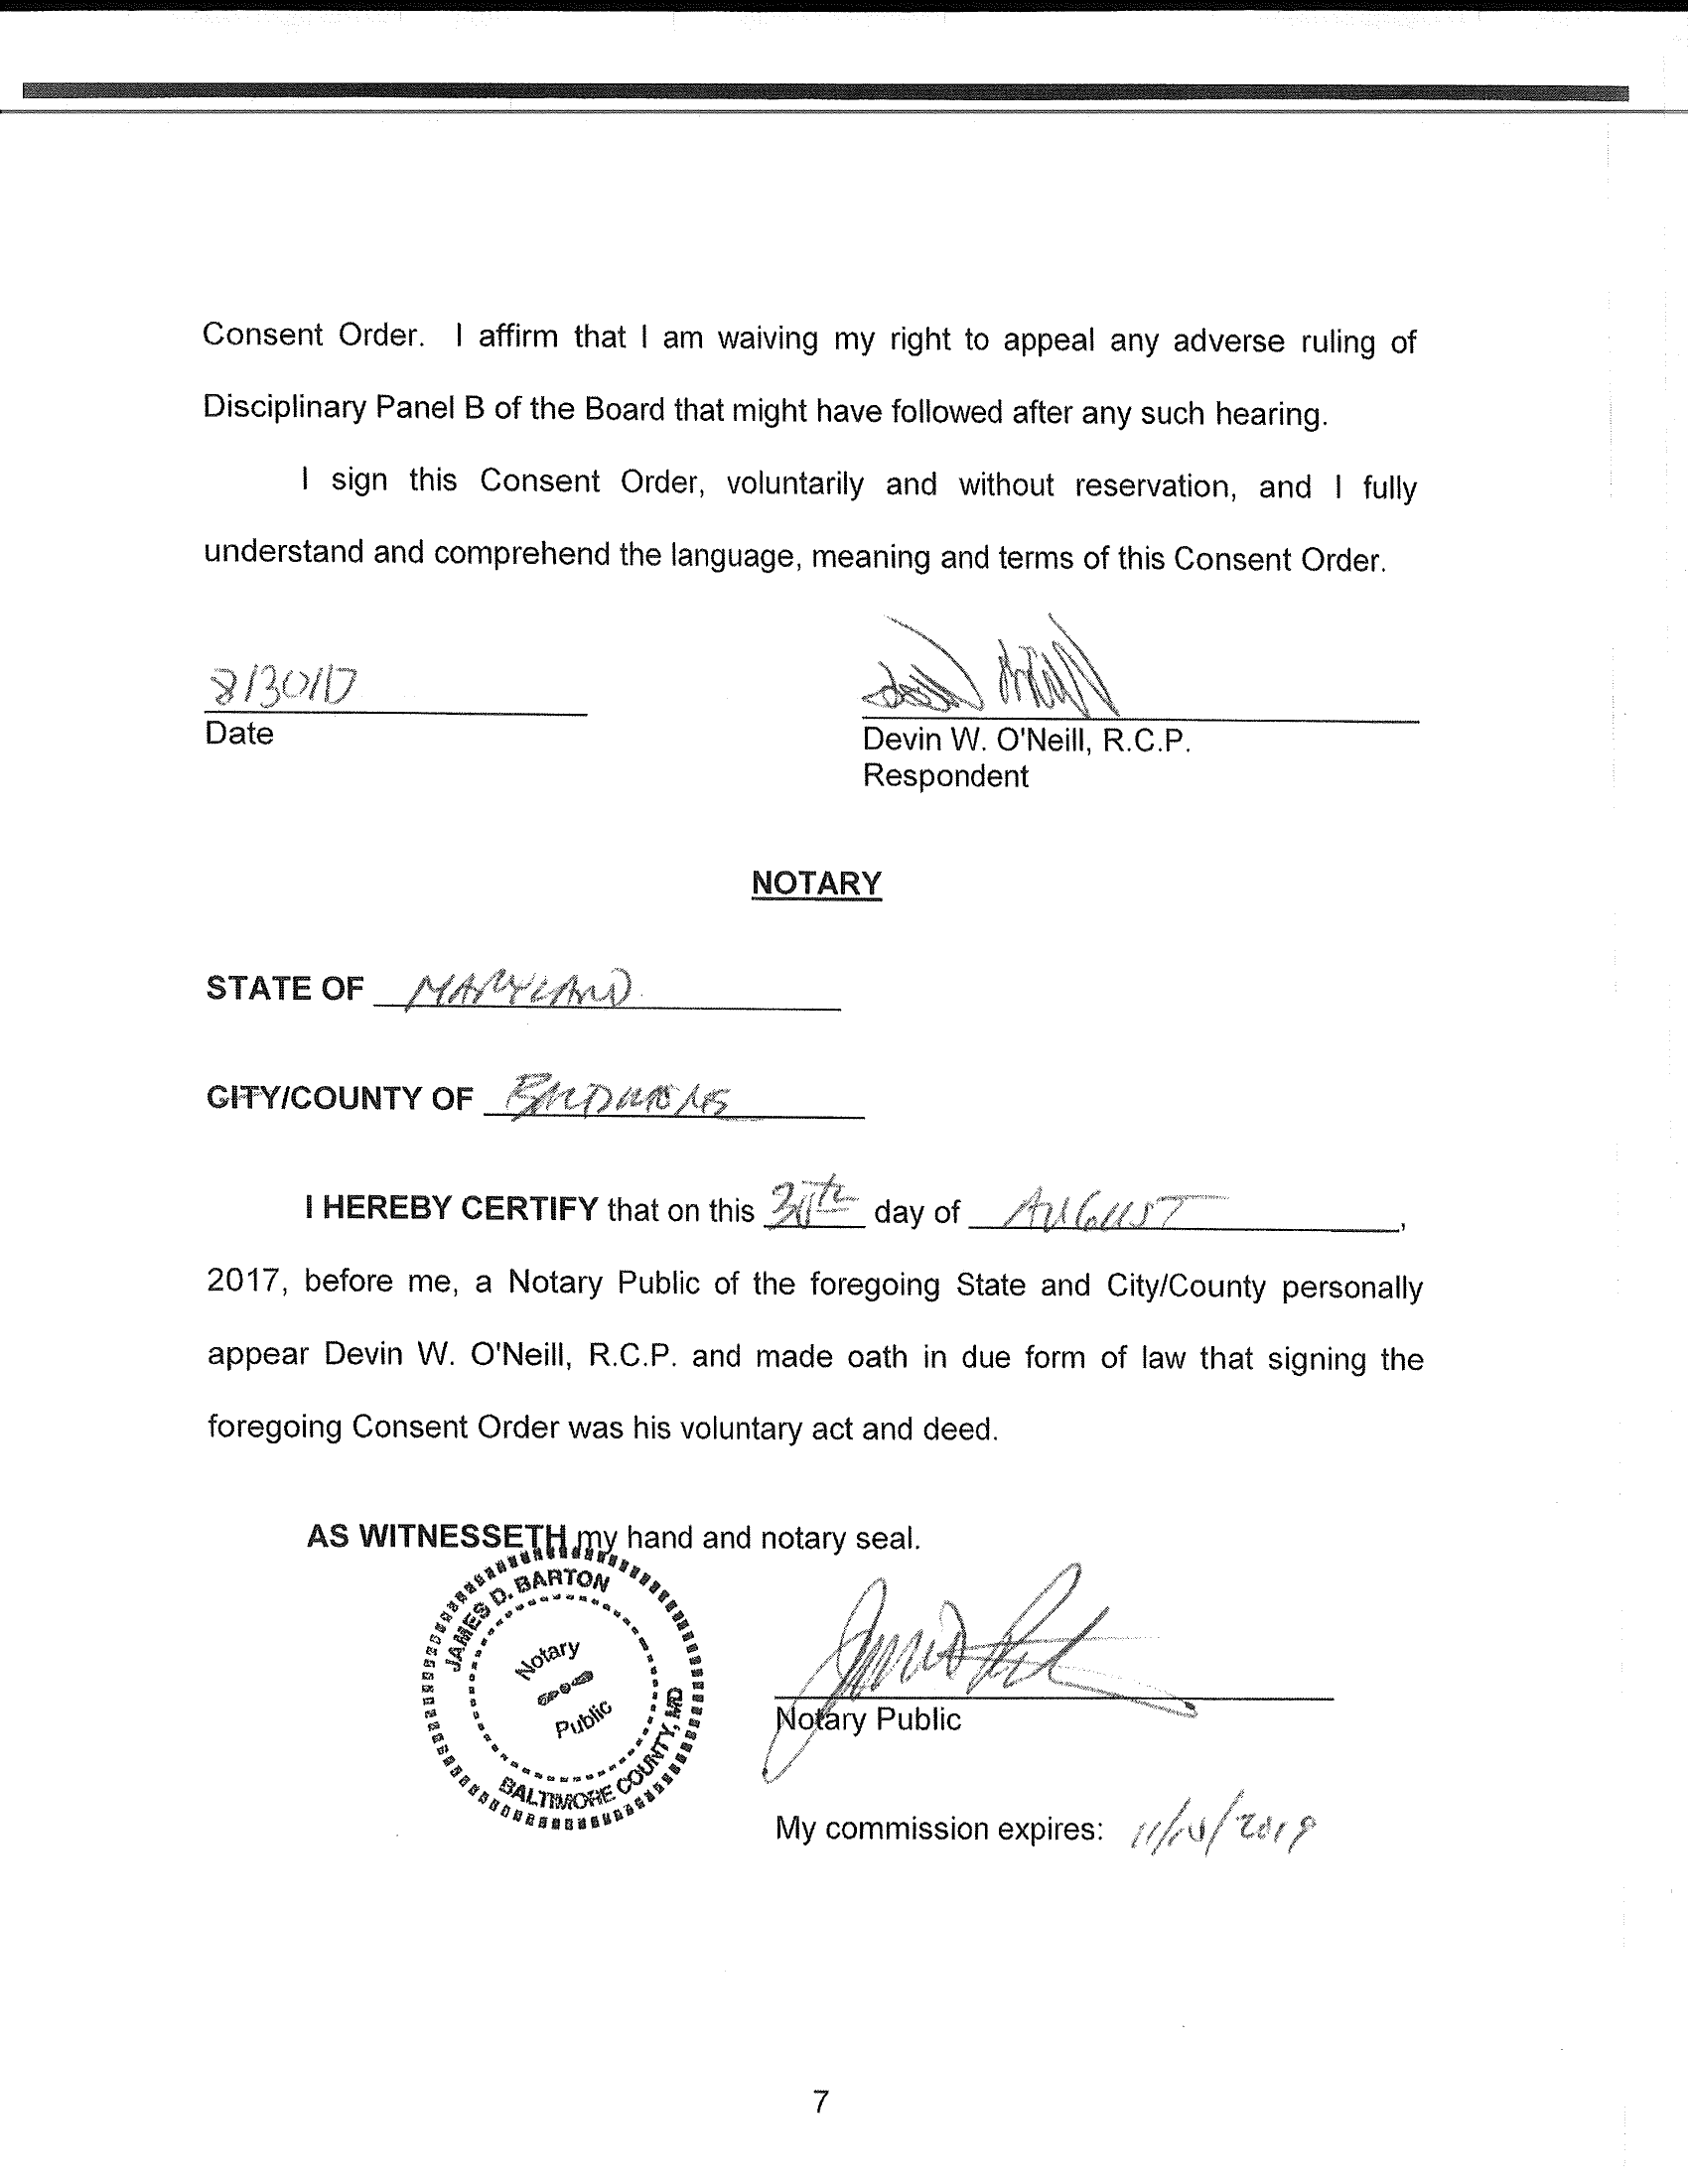 Consent Order. I affirm that I am waiving my right to appeal any adverse ruling of
Disciplinary Panel B of the Board that might have followed after any such hearing.
I sign this Consent Order, voluntarily and without reservation, and I fully
understand and comprehend the language, meaning and terms of this Consent Order.
8/30/17
Date
Devin W. O'Neill, R.C.P.
Respondent
NOTARY
STATE OF MARYLAND
CITY/COUNTY OF
I HEREBY CERTIFY that on this 30th day of AUGUST,
2017, before me, a Notary Public of the foregoing State and City/County personally
appear Devin W. O'Neill, R.C.P. and made oath in due form of law that signing the
foregoing Consent Order was his voluntary act and deed.
AS WITNESSETH my hand and notary seal.
JAMES D. BARTON
Notary
Public
BALTIMORE COUNTY, MD
Notary Public
My commission expires:
7